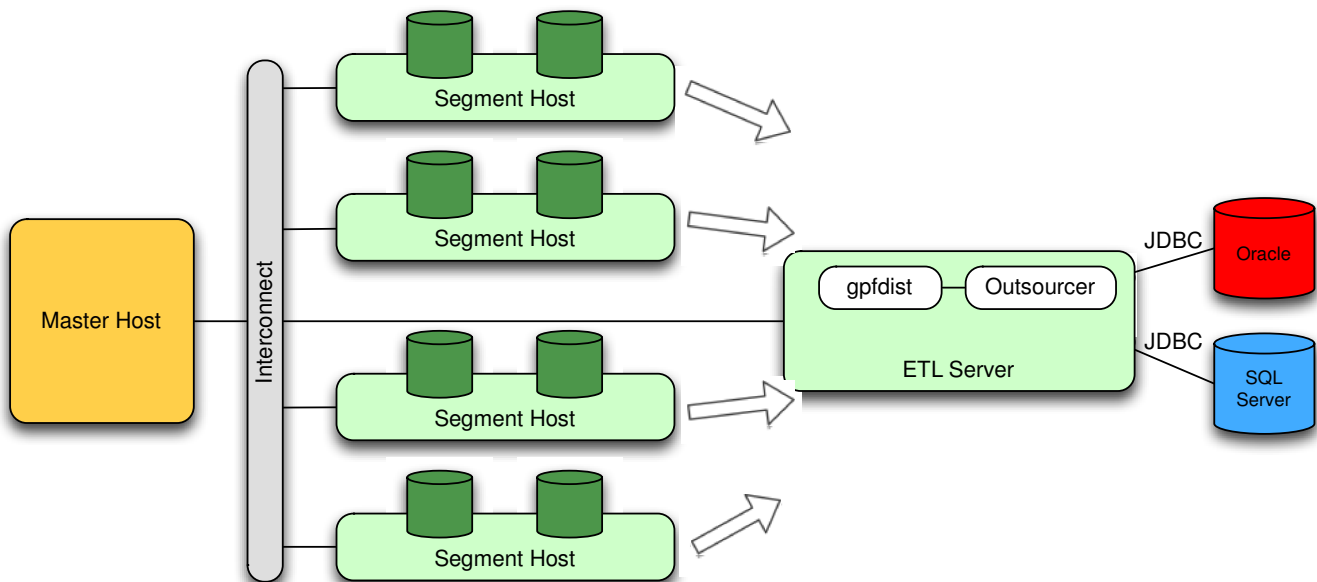 Segment Host
Segment Host
Master Host
Interconnect
gpfdist
Outsourcer
ETL Server
JDBC
Oracle
JDBC
SQL
Server
Segment Host
Segment Host